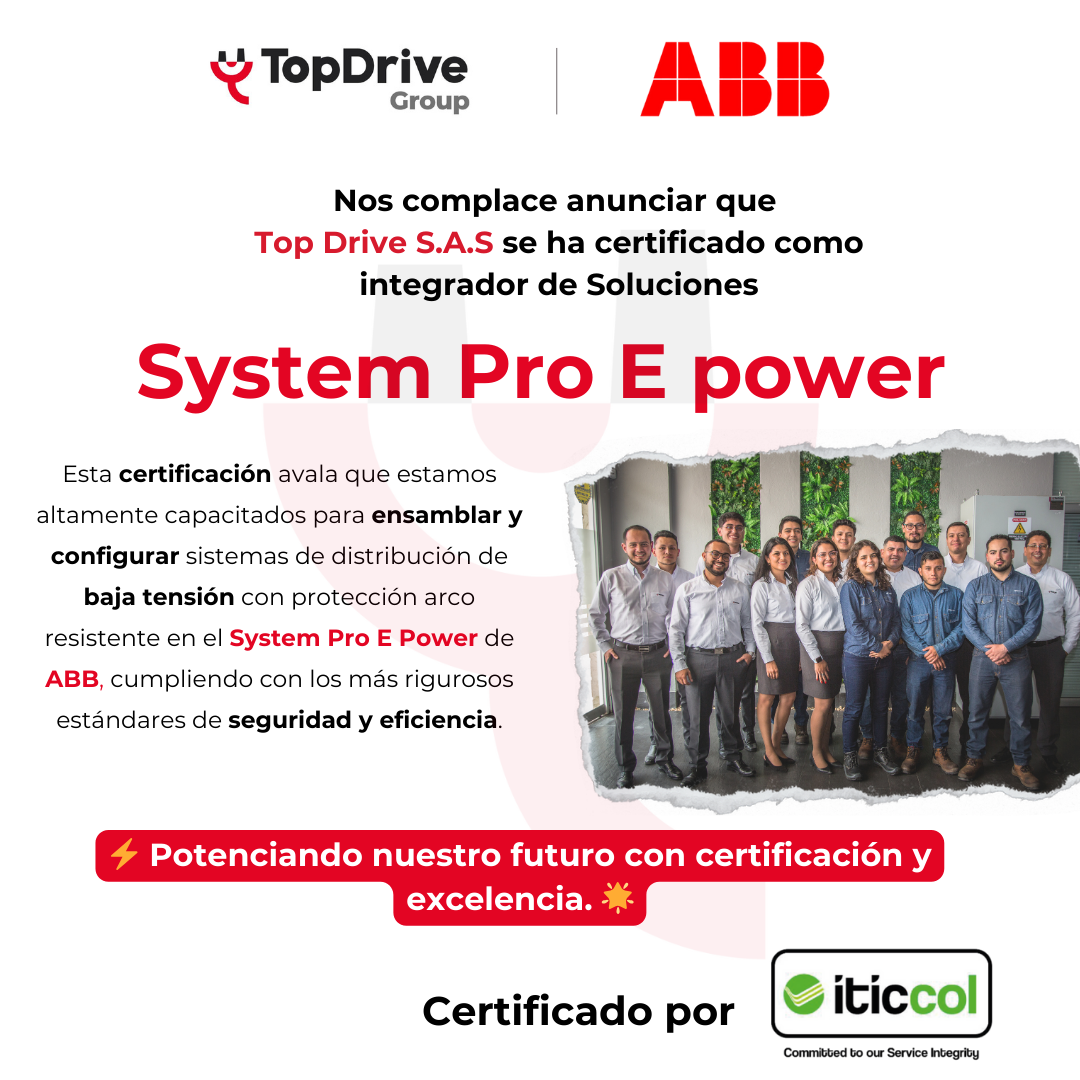 TopDrive
Group
ABB
Nos complace anunciar que
Top Drive S.A.S se ha certificado como
integrador de Soluciones
System Pro E power
Esta certificación avala que estamos
altamente capacitados para ensamblar y
configurar sistemas de distribución de
baja tensión con protección arco
resistente en el System Pro E Power de
ABB, cumpliendo con los más rigurosos
estándares de seguridad y eficiencia.
⚡ Potenciando nuestro futuro con certificación y
excelencia. 🌟
Certificado por
iticcol
Committed to our Service Integrity